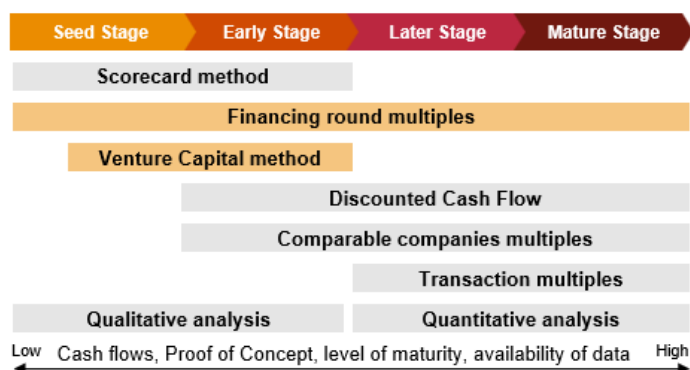 Seed Stage Early Stage Later Stage Mature Stage
Scorecard method
Financing round multiples
Venture Capital method
Discounted Cash Flow
Comparable companies multiples
Transaction multiples
Qualitative analysis Quantitative analysis
Low Cash flows, Proof of Concept, level of maturity, availability of data High